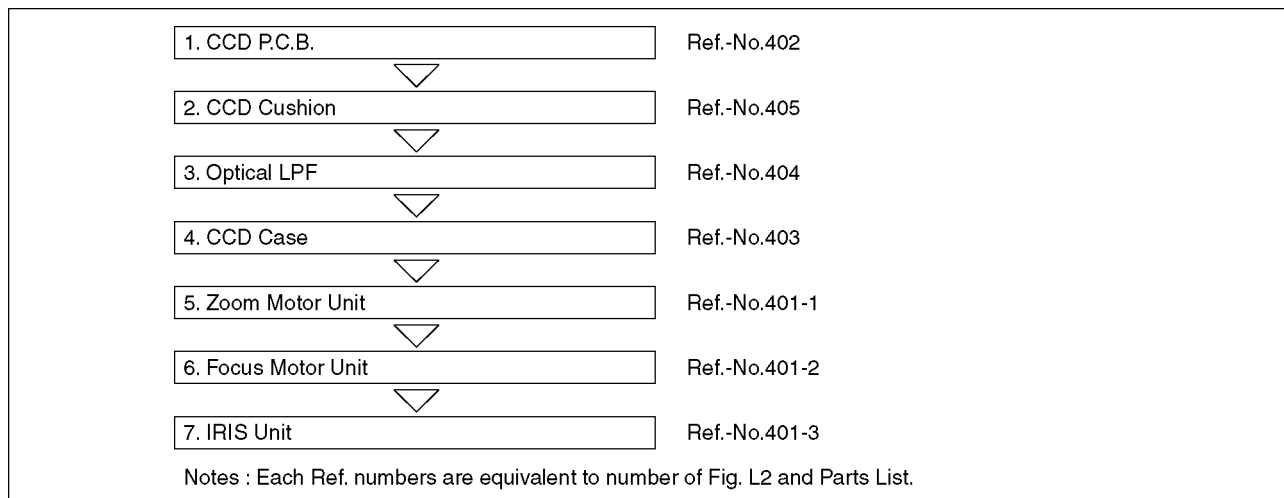 1. CCD P.C.B. Ref.-No.402
2. CCD Cushion Ref.-No.405
3. Optical LPF Ref.-No.404
4. CCD Case Ref.-No.403
5. Zoom Motor Unit Ref.-No.401-1
6. Focus Motor Unit Ref.-No.401-2
7. IRIS Unit Ref.-No.401-3
Notes : Each Ref. numbers are equivalent to number of Fig. L2 and Parts List.